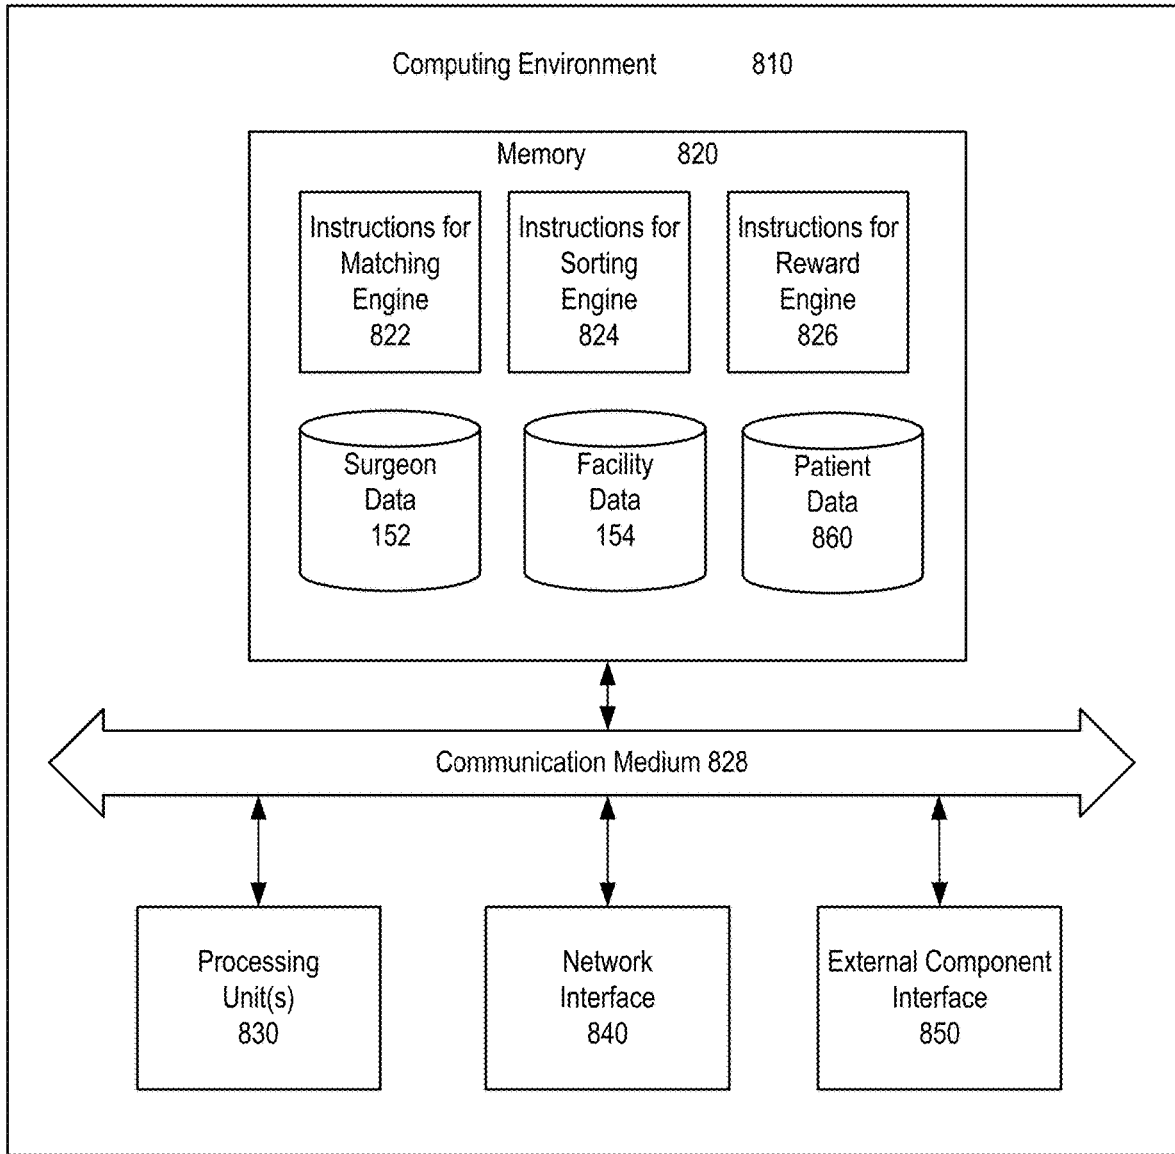 Computing Environment 810
Memory 820
Instructions for
Matching
Engine
822
Instructions for
Sorting
Engine
824
Instructions for
Reward
Engine
826
Surgeon
Data
152
Facility
Data
154
Patient
Data
860
Communication Medium 828
Processing
Unit(s)
830
Network
Interface
840
External Component
Interface
850